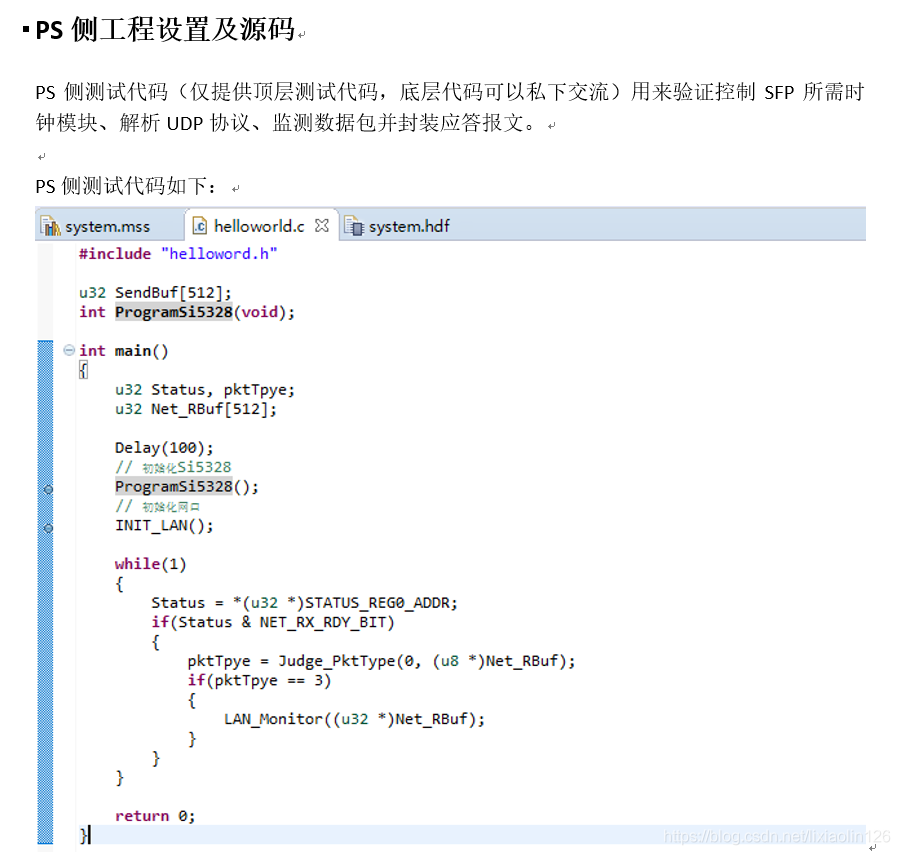 ▪PS 侧工程设置及源码
PS 侧测试代码（仅提供顶层测试代码，底层代码可以私下交流）用来验证控制 SFP 所需时
钟模块、解析 UDP 协议、监测数据包并封装应答报文。
PS 侧测试代码如下：
system.mss helloworld.c system.hdf
#include "helloword.h"
u32 SendBuf[512];
int ProgramSi5328(void);
int main()
{
u32 Status, pktTpye;
u32 Net_RBuf[512];
Delay(100);
// 初始化Si5328
ProgramSi5328();
// 初始化网口
INIT_LAN();
while(1)
{
Status = *(u32 *)STATUS_REG0_ADDR;
if(Status & NET_RX_RDY_BIT)
{
pktTpye = Judge_PktType(0, (u8 *)Net_RBuf);
if(pktTpye == 3)
{
LAN_Monitor((u32 *)Net_RBuf);
}
}
}
return 0;
}
https://blog.csdn.net/lixiaolin126